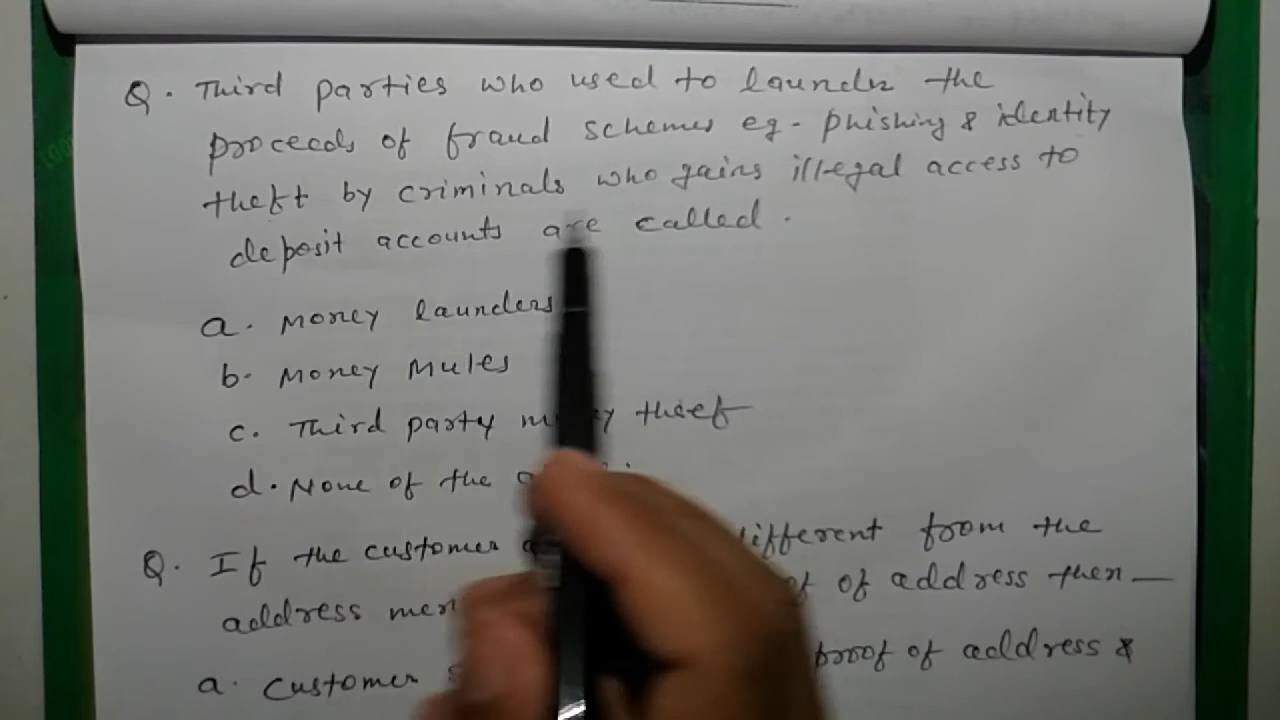 Q. Third parties who used to launder the
proceeds of fraud schemes eg- phishing & identity
theft by criminals who gains illegal access to
deposit accounts are called.
a. Money launders
b. Money Mules
c. Third party theef
d. None of the
Q. If the customer different from the
address of address then —
a. customer proof of address &